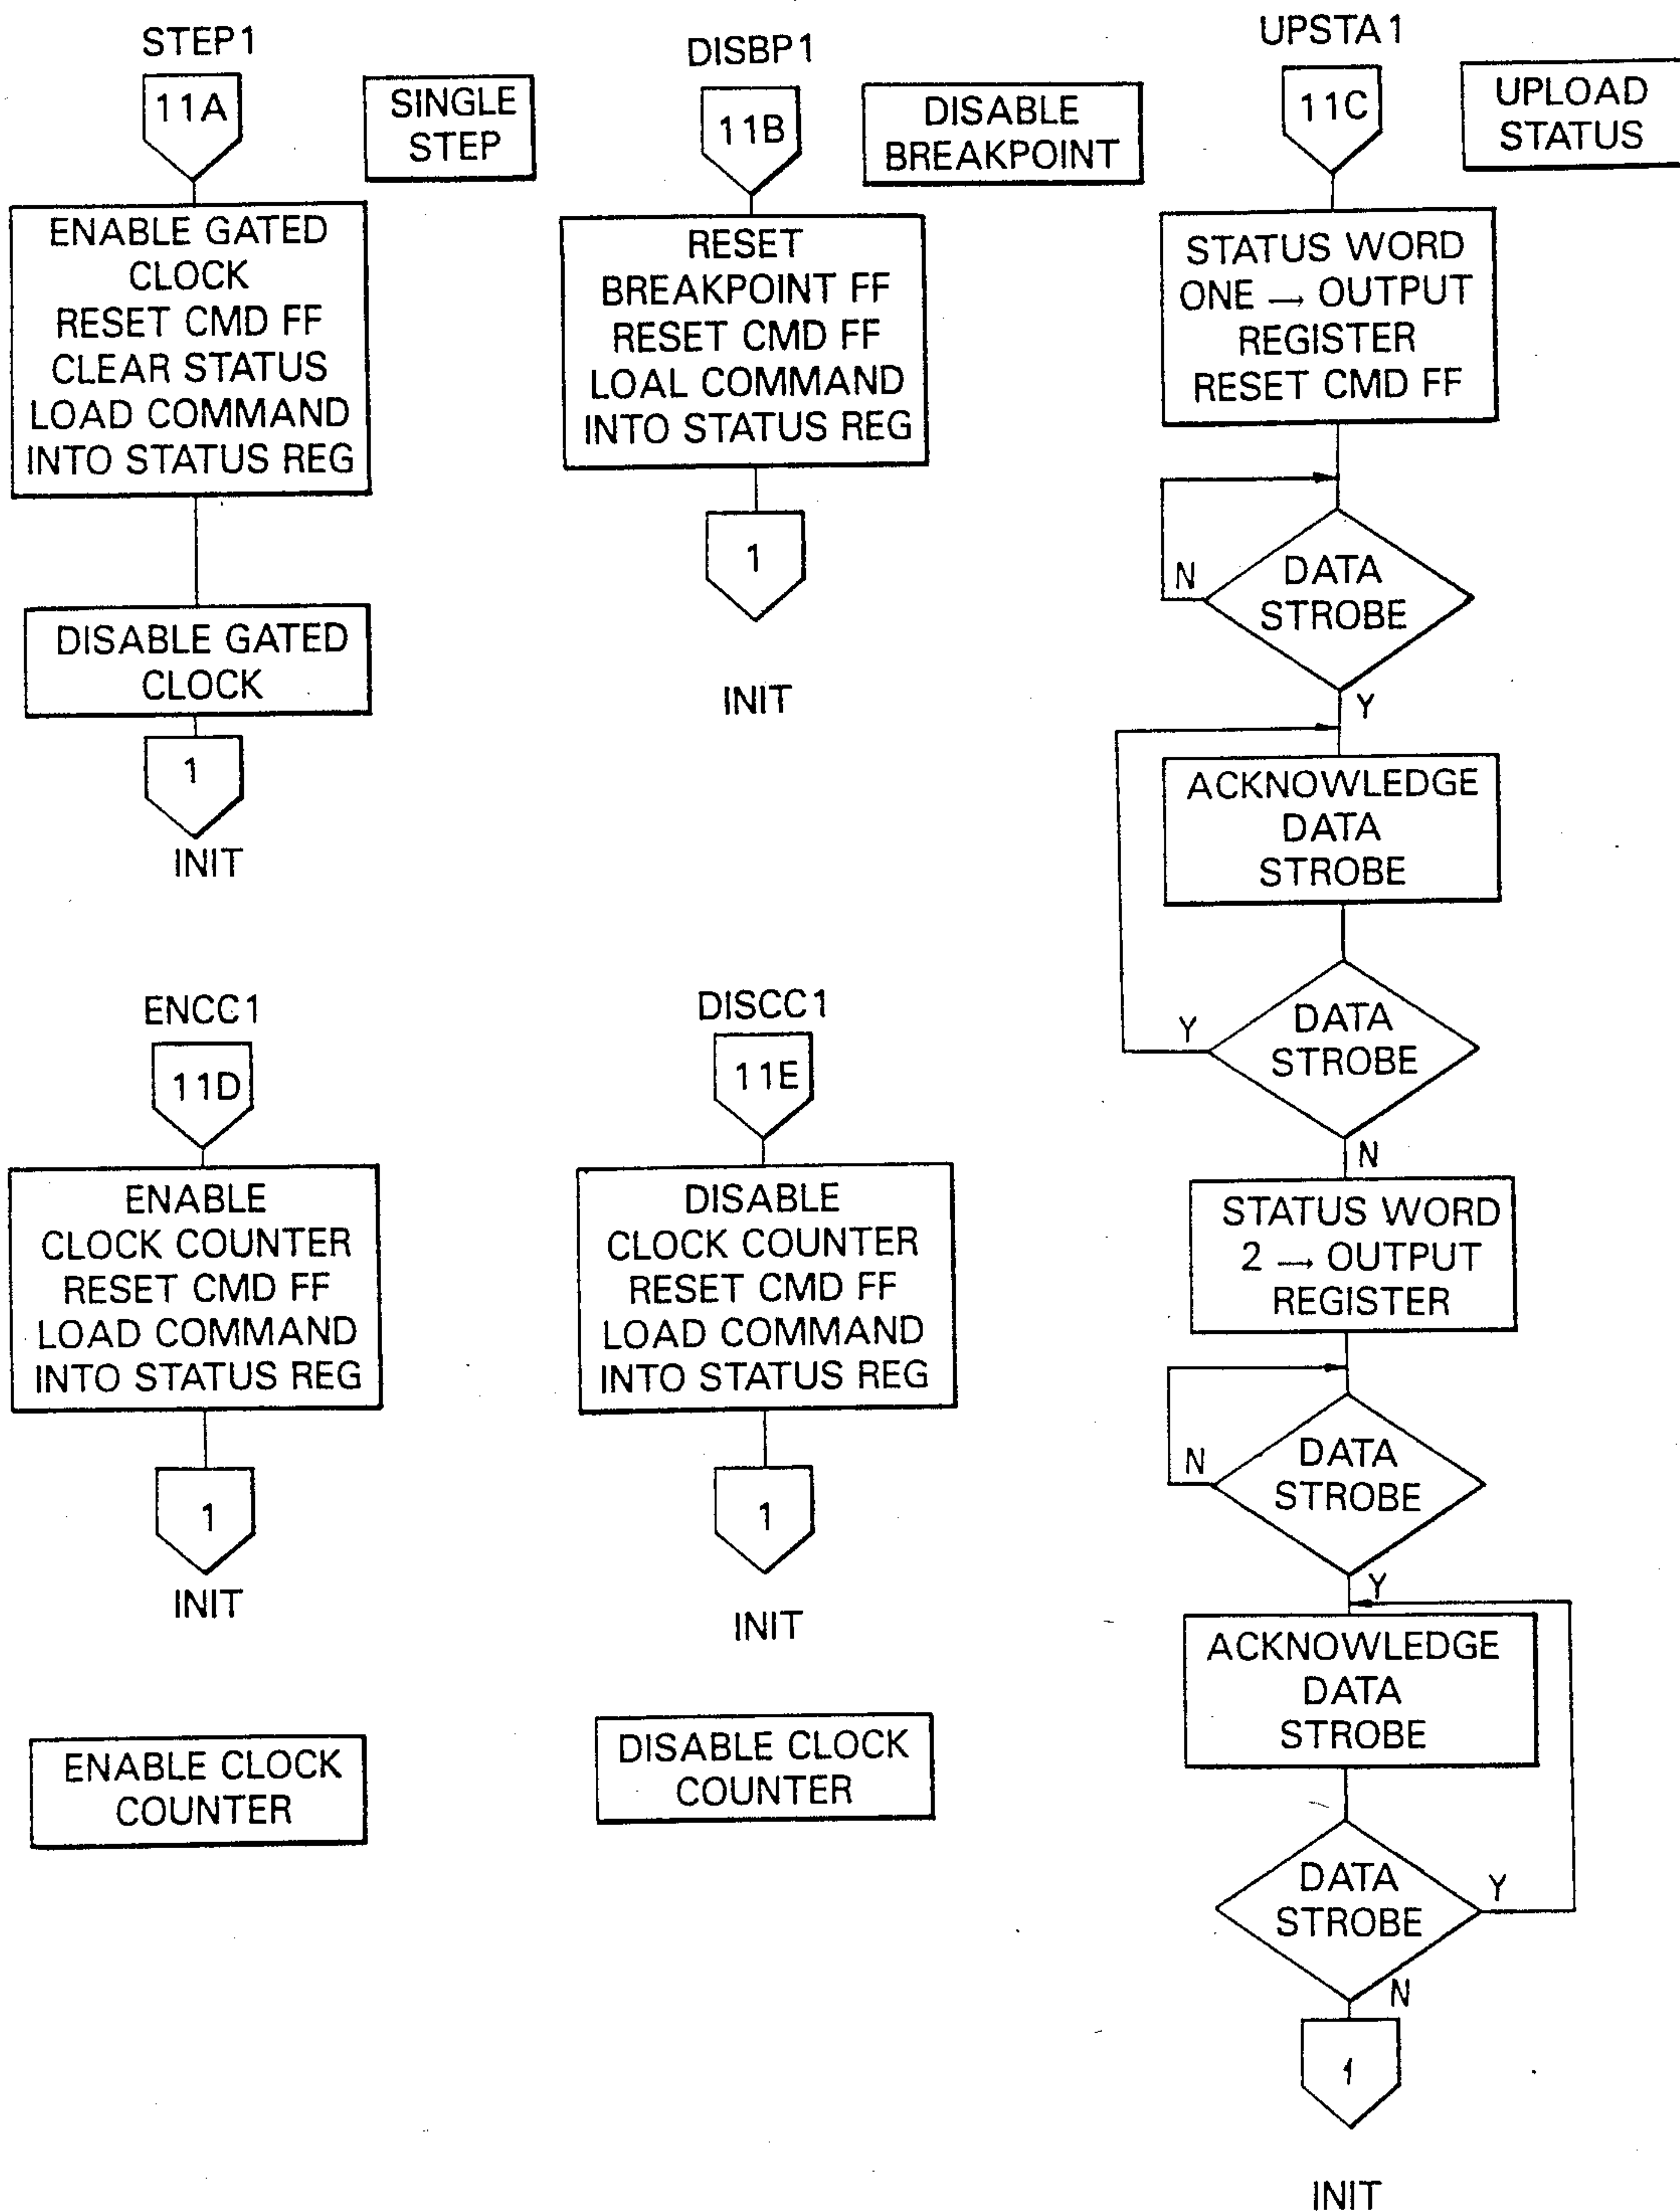 STEP1
11A
SINGLE
STEP
ENABLE GATED
CLOCK
RESET CMD FF
CLEAR STATUS
LOAD COMMAND
INTO STATUS REG
DISABLE GATED
CLOCK
1
INIT
DISBP1
11B
DISABLE
BREAKPOINT
RESET
BREAKPOINT FF
RESET CMD FF
LOAL COMMAND
INTO STATUS REG
1
INIT
UPSTA1
11C
UPLOAD
STATUS
STATUS WORD
ONE → OUTPUT
REGISTER
RESET CMD FF
DATA
STROBE
N
Y
ACKNOWLEDGE
DATA
STROBE
DATA
STROBE
Y
N
STATUS WORD
2 → OUTPUT
REGISTER
DATA
STROBE
N
Y
ACKNOWLEDGE
DATA
STROBE
DATA
STROBE
Y
N
1
INIT
ENCC1
11D
ENABLE
CLOCK COUNTER
RESET CMD FF
LOAD COMMAND
INTO STATUS REG
1
INIT
ENABLE CLOCK
COUNTER
DISCC1
11E
DISABLE
CLOCK COUNTER
RESET CMD FF
LOAD COMMAND
INTO STATUS REG
1
INIT
DISABLE CLOCK
COUNTER